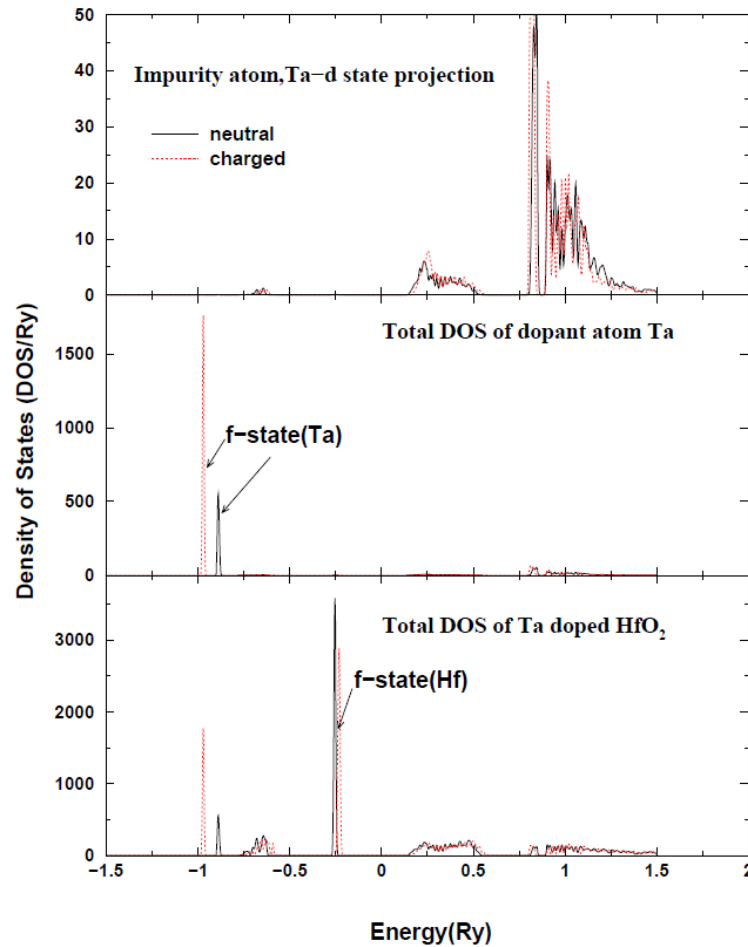 50
Impurity atom,Ta−d state projection
40
neutral
charged
30
20
10
0
Total DOS of dopant atom Ta
1500
f−state(Ta)
1000
500
0
Density of States (DOS/Ry)
Total DOS of Ta doped HfO₂
3000
f−state(Hf)
2000
1000
0
−1.5 −1 −0.5 0 0.5 1 1.5 2
Energy(Ry)